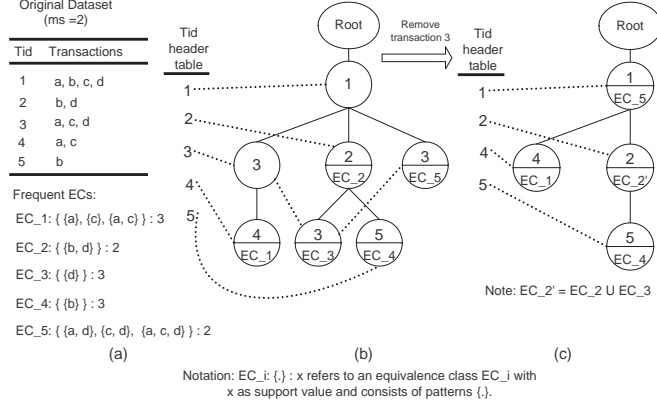 Original Dataset
(ms =2)
Tid Transactions
1 a, b, c, d
2 b, d
3 a, c, d
4 a, c
5 b
Frequent ECs:
EC_1: { {a}, {c}, {a, c} } : 3
EC_2: { {b, d} } : 2
EC_3: { {d} } : 3
EC_4: { {b} } : 3
EC_5: { {a, d}, {c, d}, {a, c, d} } : 2
(a)
Tid
header
table
1
2
3
4
5
Root
1
3
2
EC_2
3
EC_5
4
EC_1
3
EC_3
5
EC_4
(b)
Remove
transaction 3
Tid
header
table
1
2
4
5
Root
1
EC_5
4
EC_1
2
EC_2'
5
EC_4
Note: EC_2' = EC_2 U EC_3
(c)
Notation: EC_i: {.} : x refers to an equivalence class EC_i with
x as support value and consists of patterns {.}.